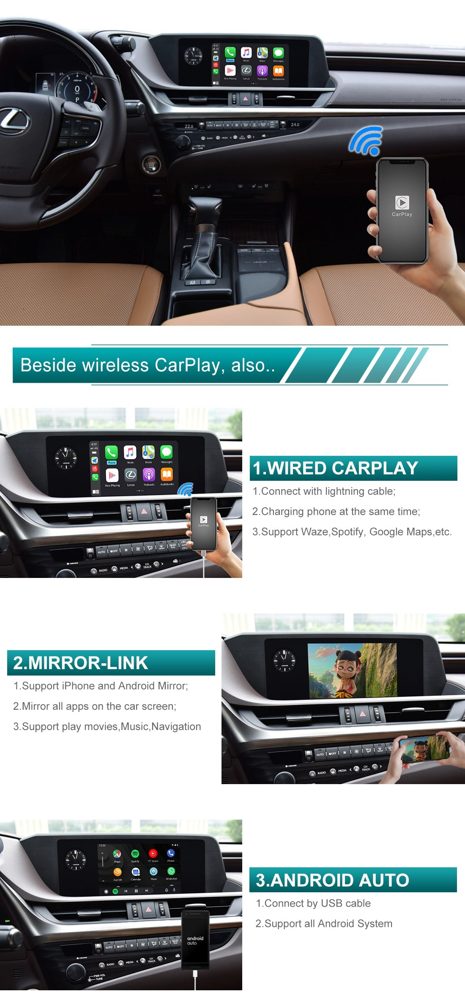 CarPlay
Beside wireless CarPlay, also..
1.WIRED CARPLAY
1.Connect with lightning cable;
2.Charging phone at the same time;
3.Support Waze,Spotify, Google Maps,etc.
2.MIRROR-LINK
1.Support iPhone and Android Mirror;
2.Mirror all apps on the car screen;
3.Support play movies,Music,Navigation
3.ANDROID AUTO
1.Connect by USB cable
2.Support all Android System
android
auto